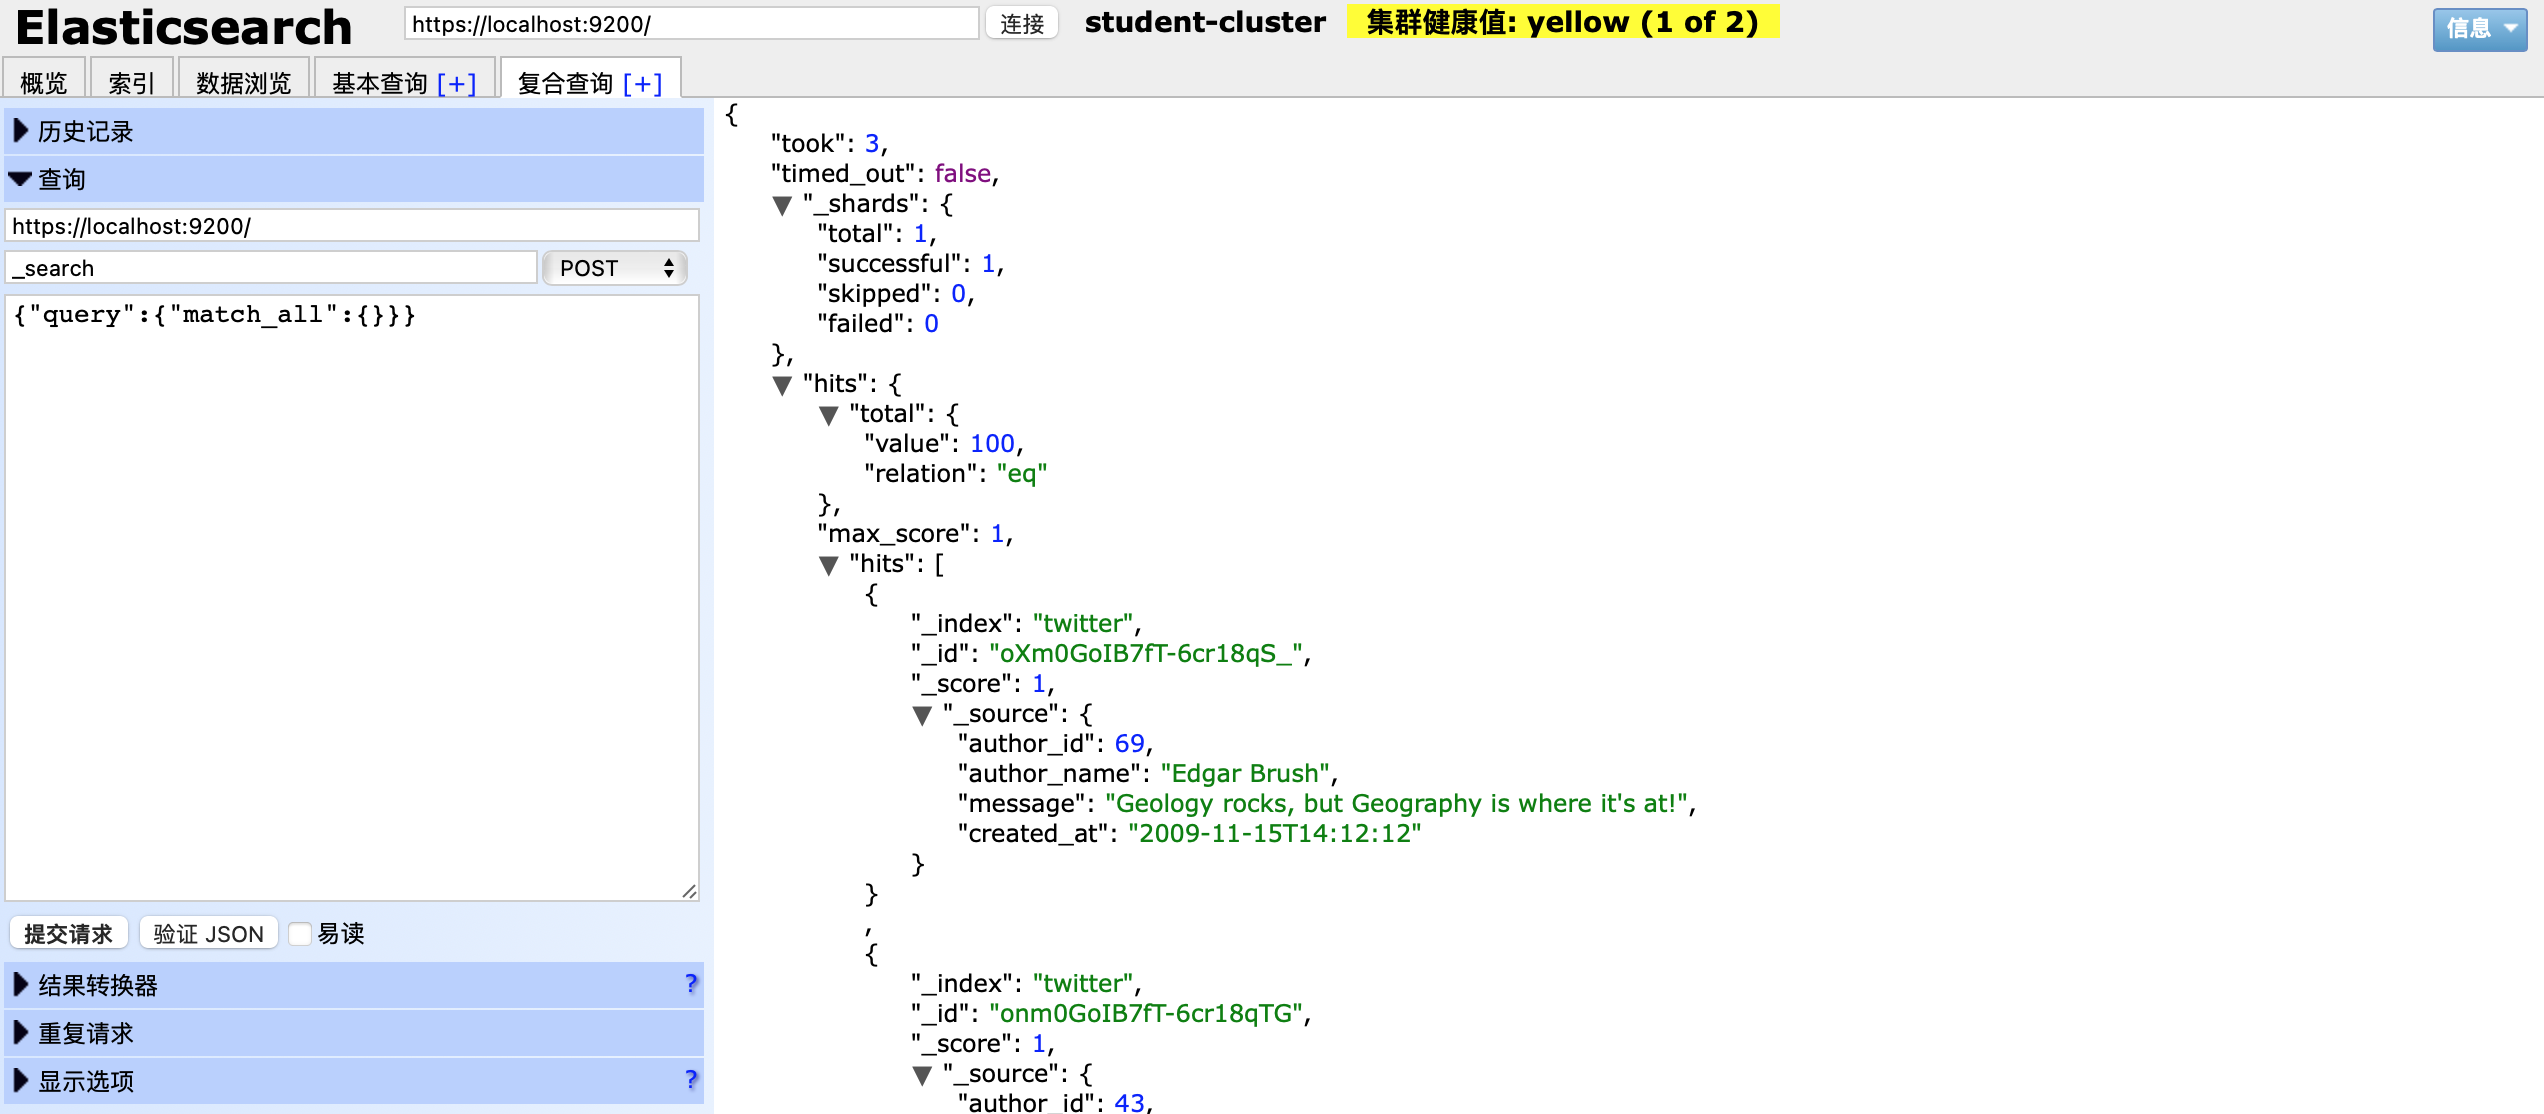 Elasticsearch
https://localhost:9200/
连接
student-cluster
集群健康值: yellow (1 of 2)
信息
概览
索引
数据浏览
基本查询 [+]
复合查询 [+]
历史记录
查询
https://localhost:9200/
_search
POST
{"query":{"match_all":{}}}
提交请求
验证 JSON
易读
结果转换器 ?
重复请求
显示选项 ?
{
"took": 3,
"timed_out": false,
"_shards": {
"total": 1,
"successful": 1,
"skipped": 0,
"failed": 0
},
"hits": {
"total": {
"value": 100,
"relation": "eq"
},
"max_score": 1,
"hits": [
{
"_index": "twitter",
"_id": "oXm0GoIB7fT-6cr18qS_",
"_score": 1,
"_source": {
"author_id": 69,
"author_name": "Edgar Brush",
"message": "Geology rocks, but Geography is where it's at!",
"created_at": "2009-11-15T14:12:12"
}
}
,
{
"_index": "twitter",
"_id": "onm0GoIB7fT-6cr18qTG",
"_score": 1,
"_source": {
"author_id": 43,